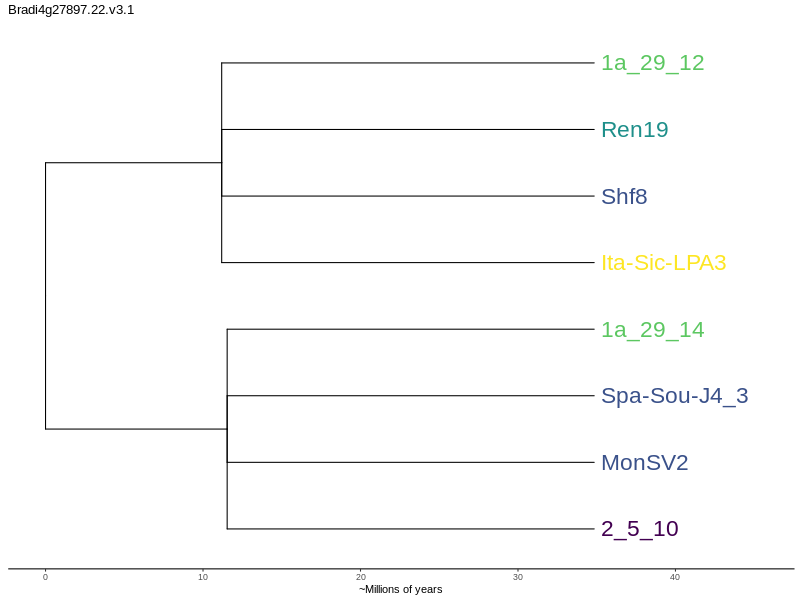 Bradi4g27897.22.v3.1
1a_29_12
Ren19
Shf8
Ita-Sic-LPA3
1a_29_14
Spa-Sou-J4_3
MonSV2
2_5_10
0 10 20 30 40
~Millions of years